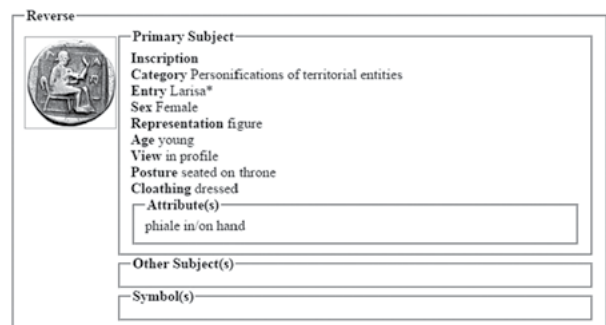 Reverse
Primary Subject
Inscription
Category Personifications of territorial entities
Entry Larisa*
Sex Female
Representation figure
Age young
View in profile
Posture seated on throne
Cloathing dressed
Attribute(s)
phiale in/on hand
Other Subject(s)
Symbol(s)